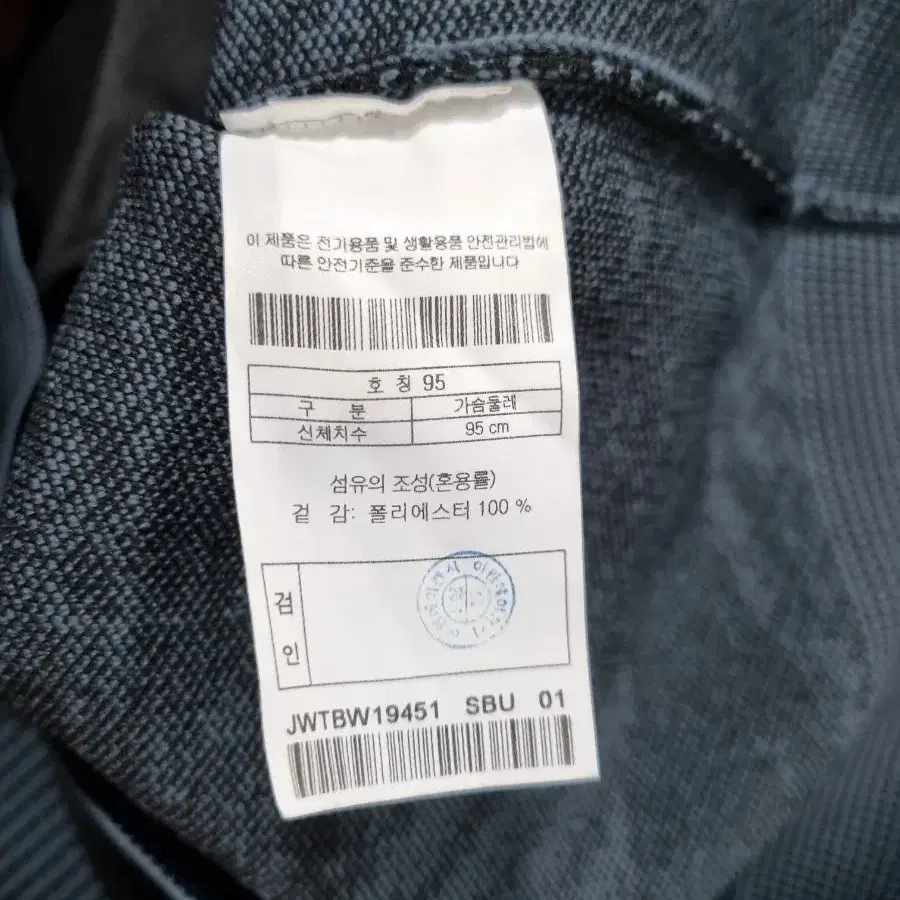 이 제품은 전기용품 및 생활용품 안전관리법에
따른 안전기준을 준수한 제품입니다
호 칭 95
구 분 가슴둘레
신체치수 95 cm
섬유의 조성(혼용률)
겉 감: 폴리에스터 100 %
검
인
JWTBW19451 SBU 01